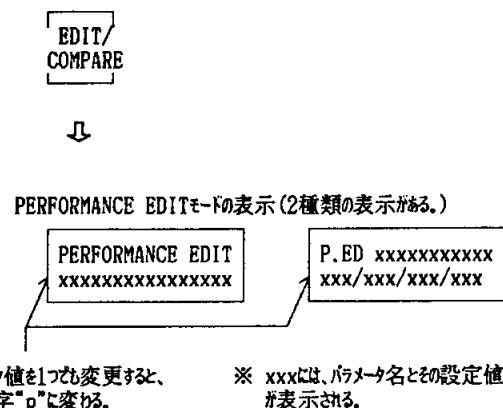 EDIT/
COMPARE
PERFORMANCE EDITモードの表示(2種類の表示がある。)
PERFORMANCE EDIT
xxxxxxxxxxxxxxxx
P.ED xxxxxxxxxxx
xxx/xxx/xxx/xxx
値を1つでも変更すると、
字"p"に変わる。
※ xxxには、パラメータ名とその設定値
が表示される。